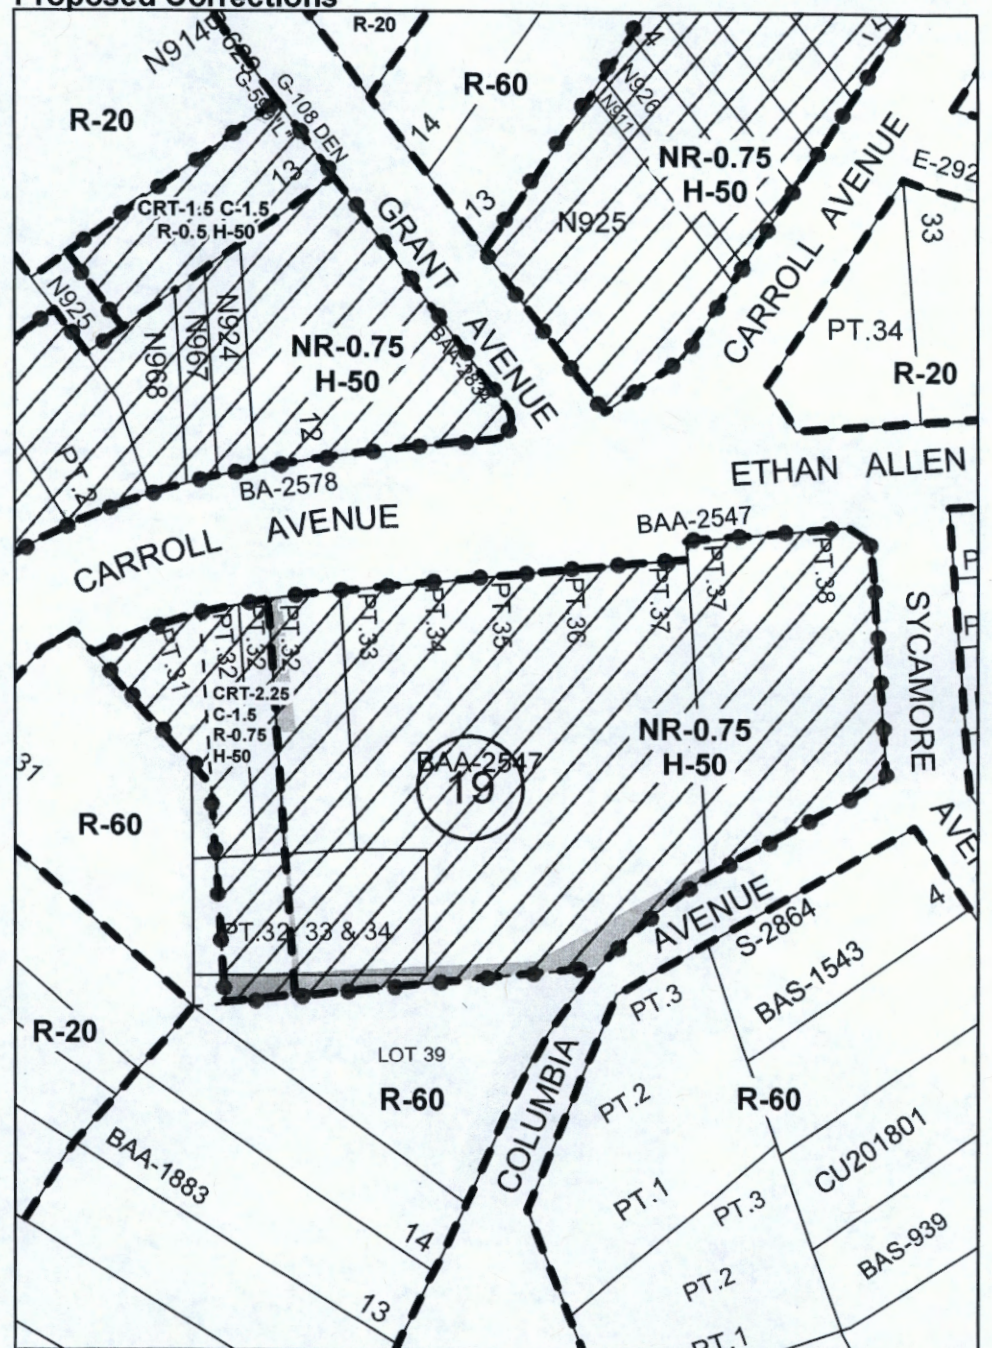 Proposed Corrections
R-20
N914
G-108 DEN
R-60
4
N926
N911
R-20
14
13
CARROLL AVENUE
E-292
NR-0.75
H-50
13
CRT-1.5 C-1.5
R-0.5 H-50
GRANT AVENUE
N925
33
PT.34
R-20
N925
N968
N967
N924
NR-0.75
H-50
12
PT.2
BA-2578
CARROLL AVENUE
ETHAN ALLEN
BAA-2547
PT.31
PT.32
PT.32
PT.32
PT.33
PT.34
PT.35
PT.36
PT.37
PT.37
PT.38
SYCAMORE
AVE
CRT-2.25
C-1.5
R-0.75
H-50
NR-0.75
H-50
BAA-2547
19
31
R-60
PT.32, 33 & 34
AVENUE
S-2864
4
BAS-1543
PT.3
R-20
LOT 39
R-60
COLUMBIA
PT.2
R-60
CU201801
BAA-1883
PT.1
PT.3
14
BAS-939
13
PT.2
PT.1